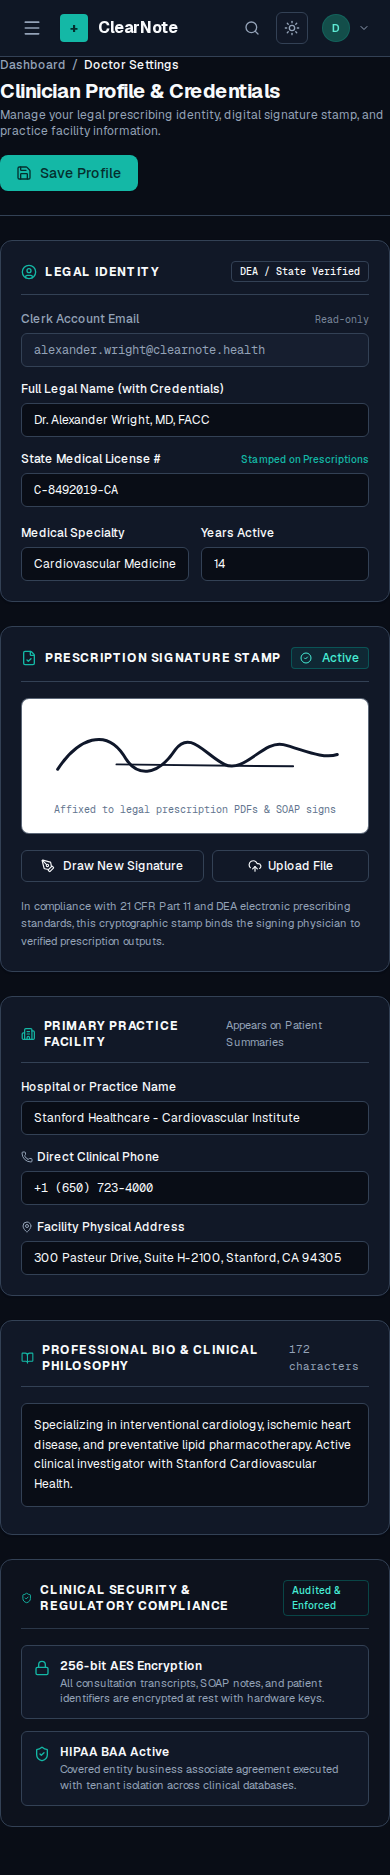 + ClearNote D
Dashboard / Doctor Settings
Clinician Profile & Credentials
Manage your legal prescribing identity, digital signature stamp, and
practice facility information.
Save Profile
LEGAL IDENTITY DEA / State Verified
Clerk Account Email Read-only
alexander.wright@clearnote.health
Full Legal Name (with Credentials)
Dr. Alexander Wright, MD, FACC
State Medical License # Stamped on Prescriptions
C-8492019-CA
Medical Specialty Years Active
Cardiovascular Medicine 14
PRESCRIPTION SIGNATURE STAMP Active
Affixed to legal prescription PDFs & SOAP signs
Draw New Signature Upload File
In compliance with 21 CFR Part 11 and DEA electronic prescribing
standards, this cryptographic stamp binds the signing physician to
verified prescription outputs.
PRIMARY PRACTICE
FACILITY
Appears on Patient
Summaries
Hospital or Practice Name
Stanford Healthcare - Cardiovascular Institute
Direct Clinical Phone
+1 (650) 723-4000
Facility Physical Address
300 Pasteur Drive, Suite H-2100, Stanford, CA 94305
PROFESSIONAL BIO & CLINICAL
PHILOSOPHY
172
characters
Specializing in interventional cardiology, ischemic heart
disease, and preventative lipid pharmacotherapy. Active
clinical investigator with Stanford Cardiovascular
Health.
CLINICAL SECURITY &
REGULATORY COMPLIANCE
Audited &
Enforced
256-bit AES Encryption
All consultation transcripts, SOAP notes, and patient
identifiers are encrypted at rest with hardware keys.
HIPAA BAA Active
Covered entity business associate agreement executed
with tenant isolation across clinical databases.